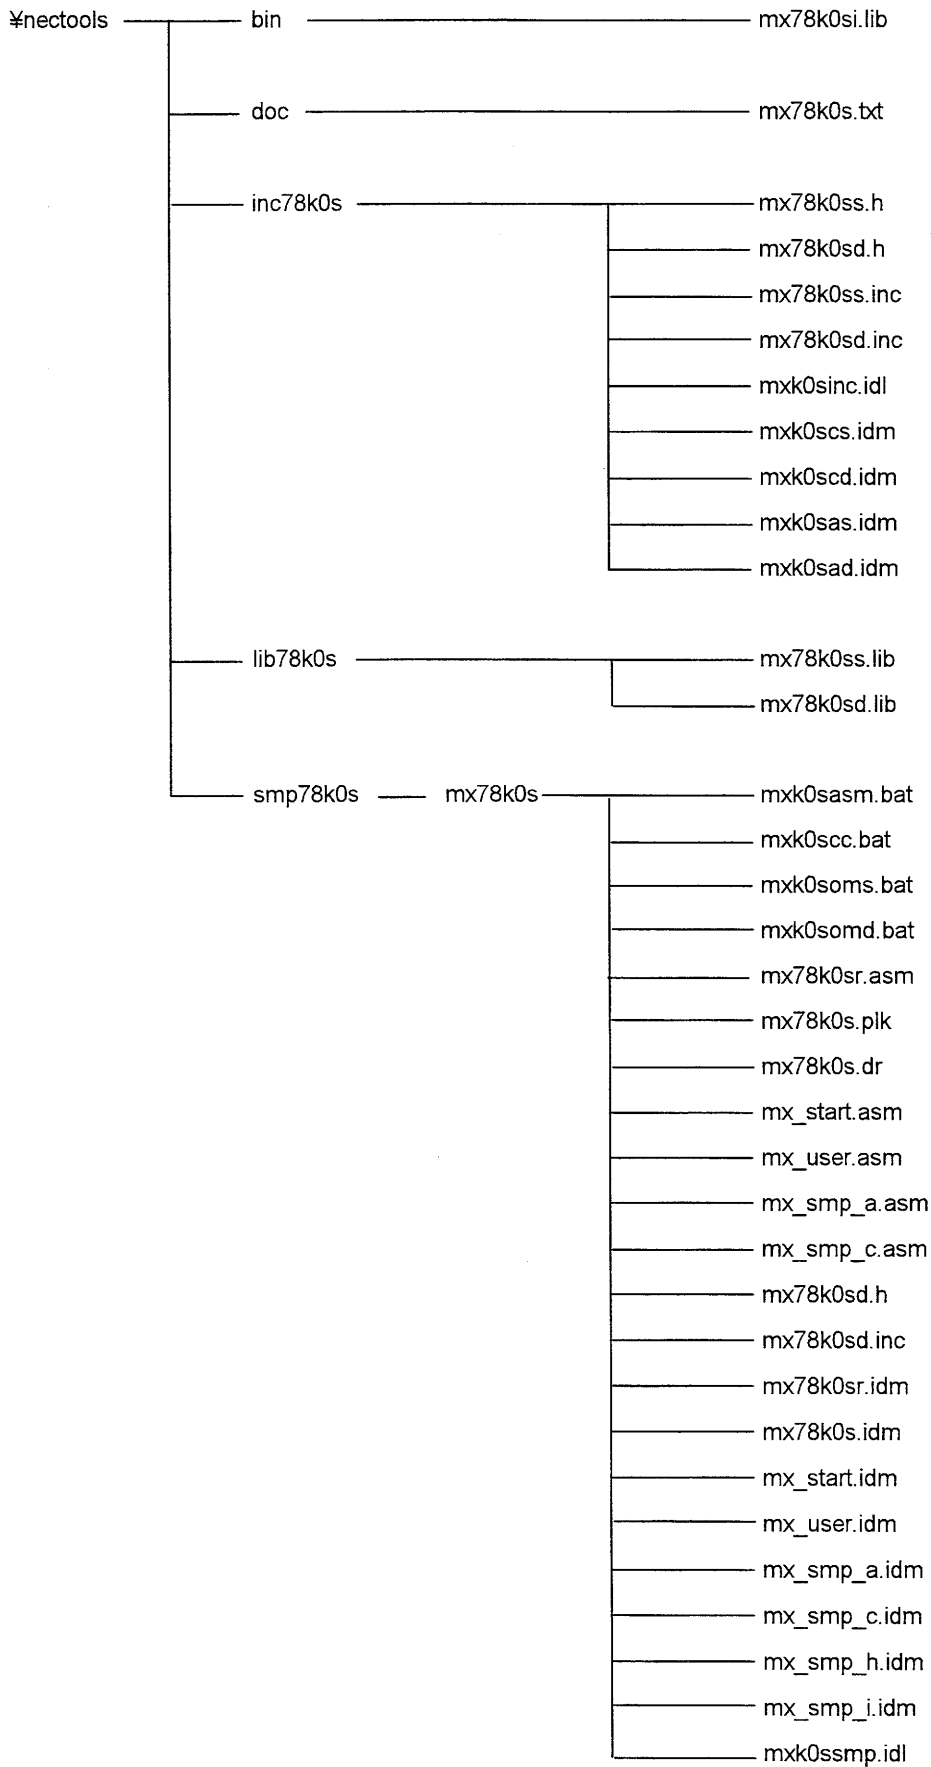 ¥nectools bin mx78k0si.lib
doc mx78k0s.txt
inc78k0s mx78k0ss.h
mx78k0sd.h
mx78k0ss.inc
mx78k0sd.inc
mxk0sinc.idl
mxk0scs.idm
mxk0scd.idm
mxk0sas.idm
mxk0sad.idm
lib78k0s mx78k0ss.lib
mx78k0sd.lib
smp78k0s mx78k0s mxk0sasm.bat
mxk0scc.bat
mxk0soms.bat
mxk0somd.bat
mx78k0sr.asm
mx78k0s.plk
mx78k0s.dr
mx_start.asm
mx_user.asm
mx_smp_a.asm
mx_smp_c.asm
mx78k0sd.h
mx78k0sd.inc
mx78k0sr.idm
mx78k0s.idm
mx_start.idm
mx_user.idm
mx_smp_a.idm
mx_smp_c.idm
mx_smp_h.idm
mx_smp_i.idm
mxk0ssmp.idl